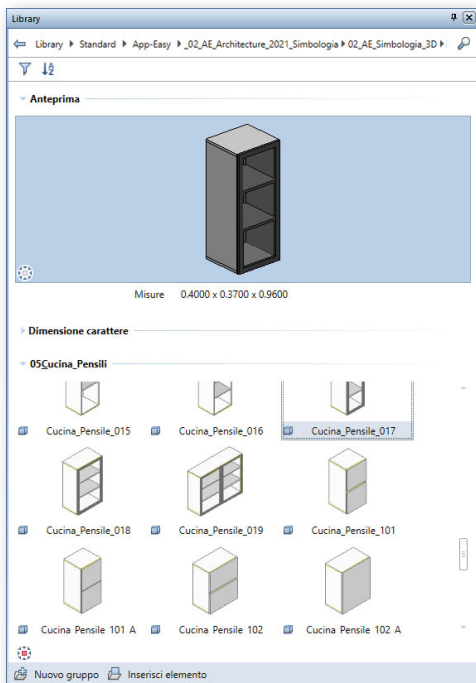 Library
Library Standard App-Easy _02_AE_Architecture_2021_Simbologia 02_AE_Simbologia_3D
Anteprima
Misure 0.4000 x 0.3700 x 0.9600
Dimensione carattere
05Cucina_Pensili
Cucina_Pensile_015 Cucina_Pensile_016 Cucina_Pensile_017
Cucina_Pensile_018 Cucina_Pensile_019 Cucina_Pensile_101
Cucina Pensile 101 A Cucina Pensile 102 Cucina Pensile 102 A
Nuovo gruppo Inserisci elemento